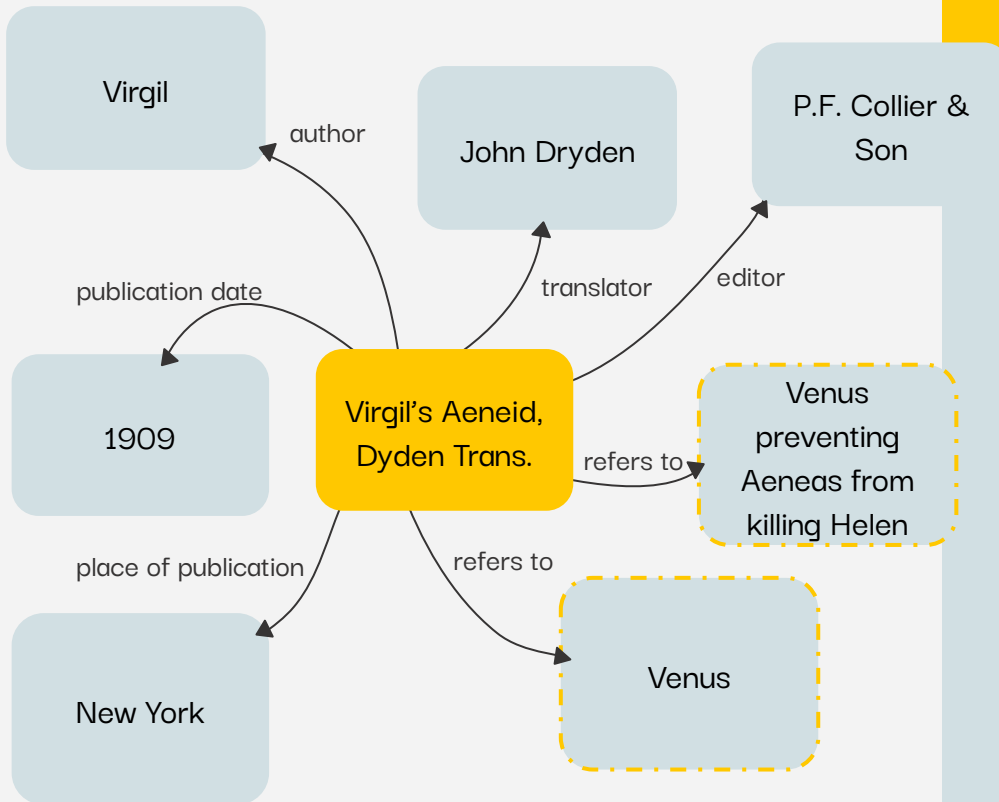 Virgil
author
John Dryden
P.F. Collier &
Son
publication date
translator
editor
1909
Virgil's Aeneid,
Dyden Trans.
refers to
Venus
preventing
Aeneas from
killing Helen
place of publication
refers to
New York
Venus